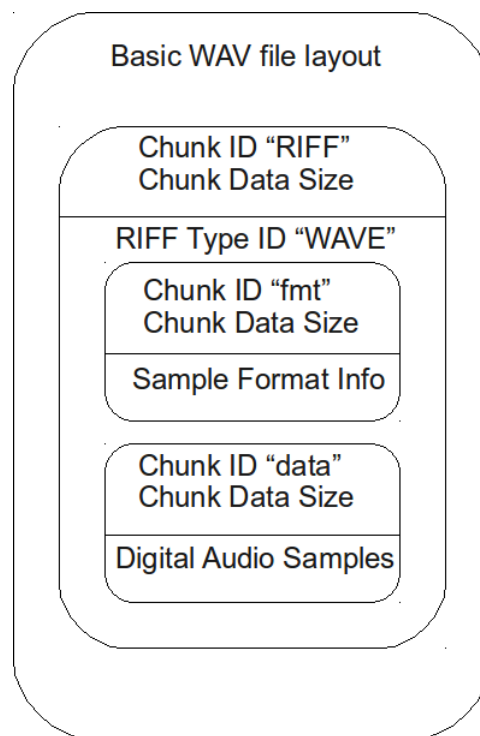 Basic WAV file layout
Chunk ID “RIFF”
Chunk Data Size
RIFF Type ID “WAVE”
Chunk ID “fmt”
Chunk Data Size
Sample Format Info
Chunk ID “data”
Chunk Data Size
Digital Audio Samples